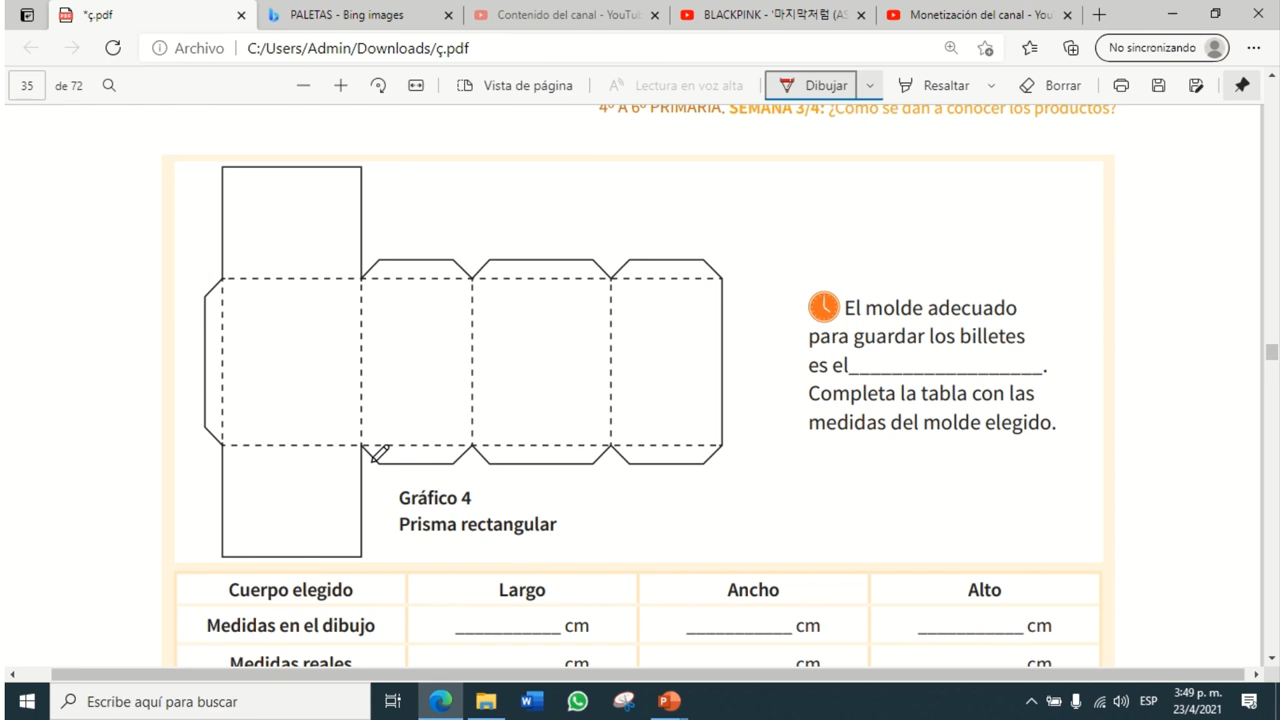 *ç.pdf
PALETAS - Bing images
Contenido del canal - YouTu
BLACKPINK - '마지막처럼 (AS
Monetización del canal - You
Archivo
C:/Users/Admin/Downloads/ç.pdf
No sincronizando
35
de 72
Vista de página
Lectura en voz alta
Dibujar
Resaltar
Borrar
4º A 6º PRIMARIA. SEMANA 3/4: ¿Cómo se dan a conocer los productos?
El molde adecuado
para guardar los billetes
es el__________________.
Completa la tabla con las
medidas del molde elegido.
Gráfico 4
Prisma rectangular
Cuerpo elegido Largo Ancho Alto
Medidas en el dibujo ___________ cm ___________ cm ___________ cm
Medidas reales cm cm cm
Escribe aquí para buscar
ESP
3:49 p. m.
23/4/2021